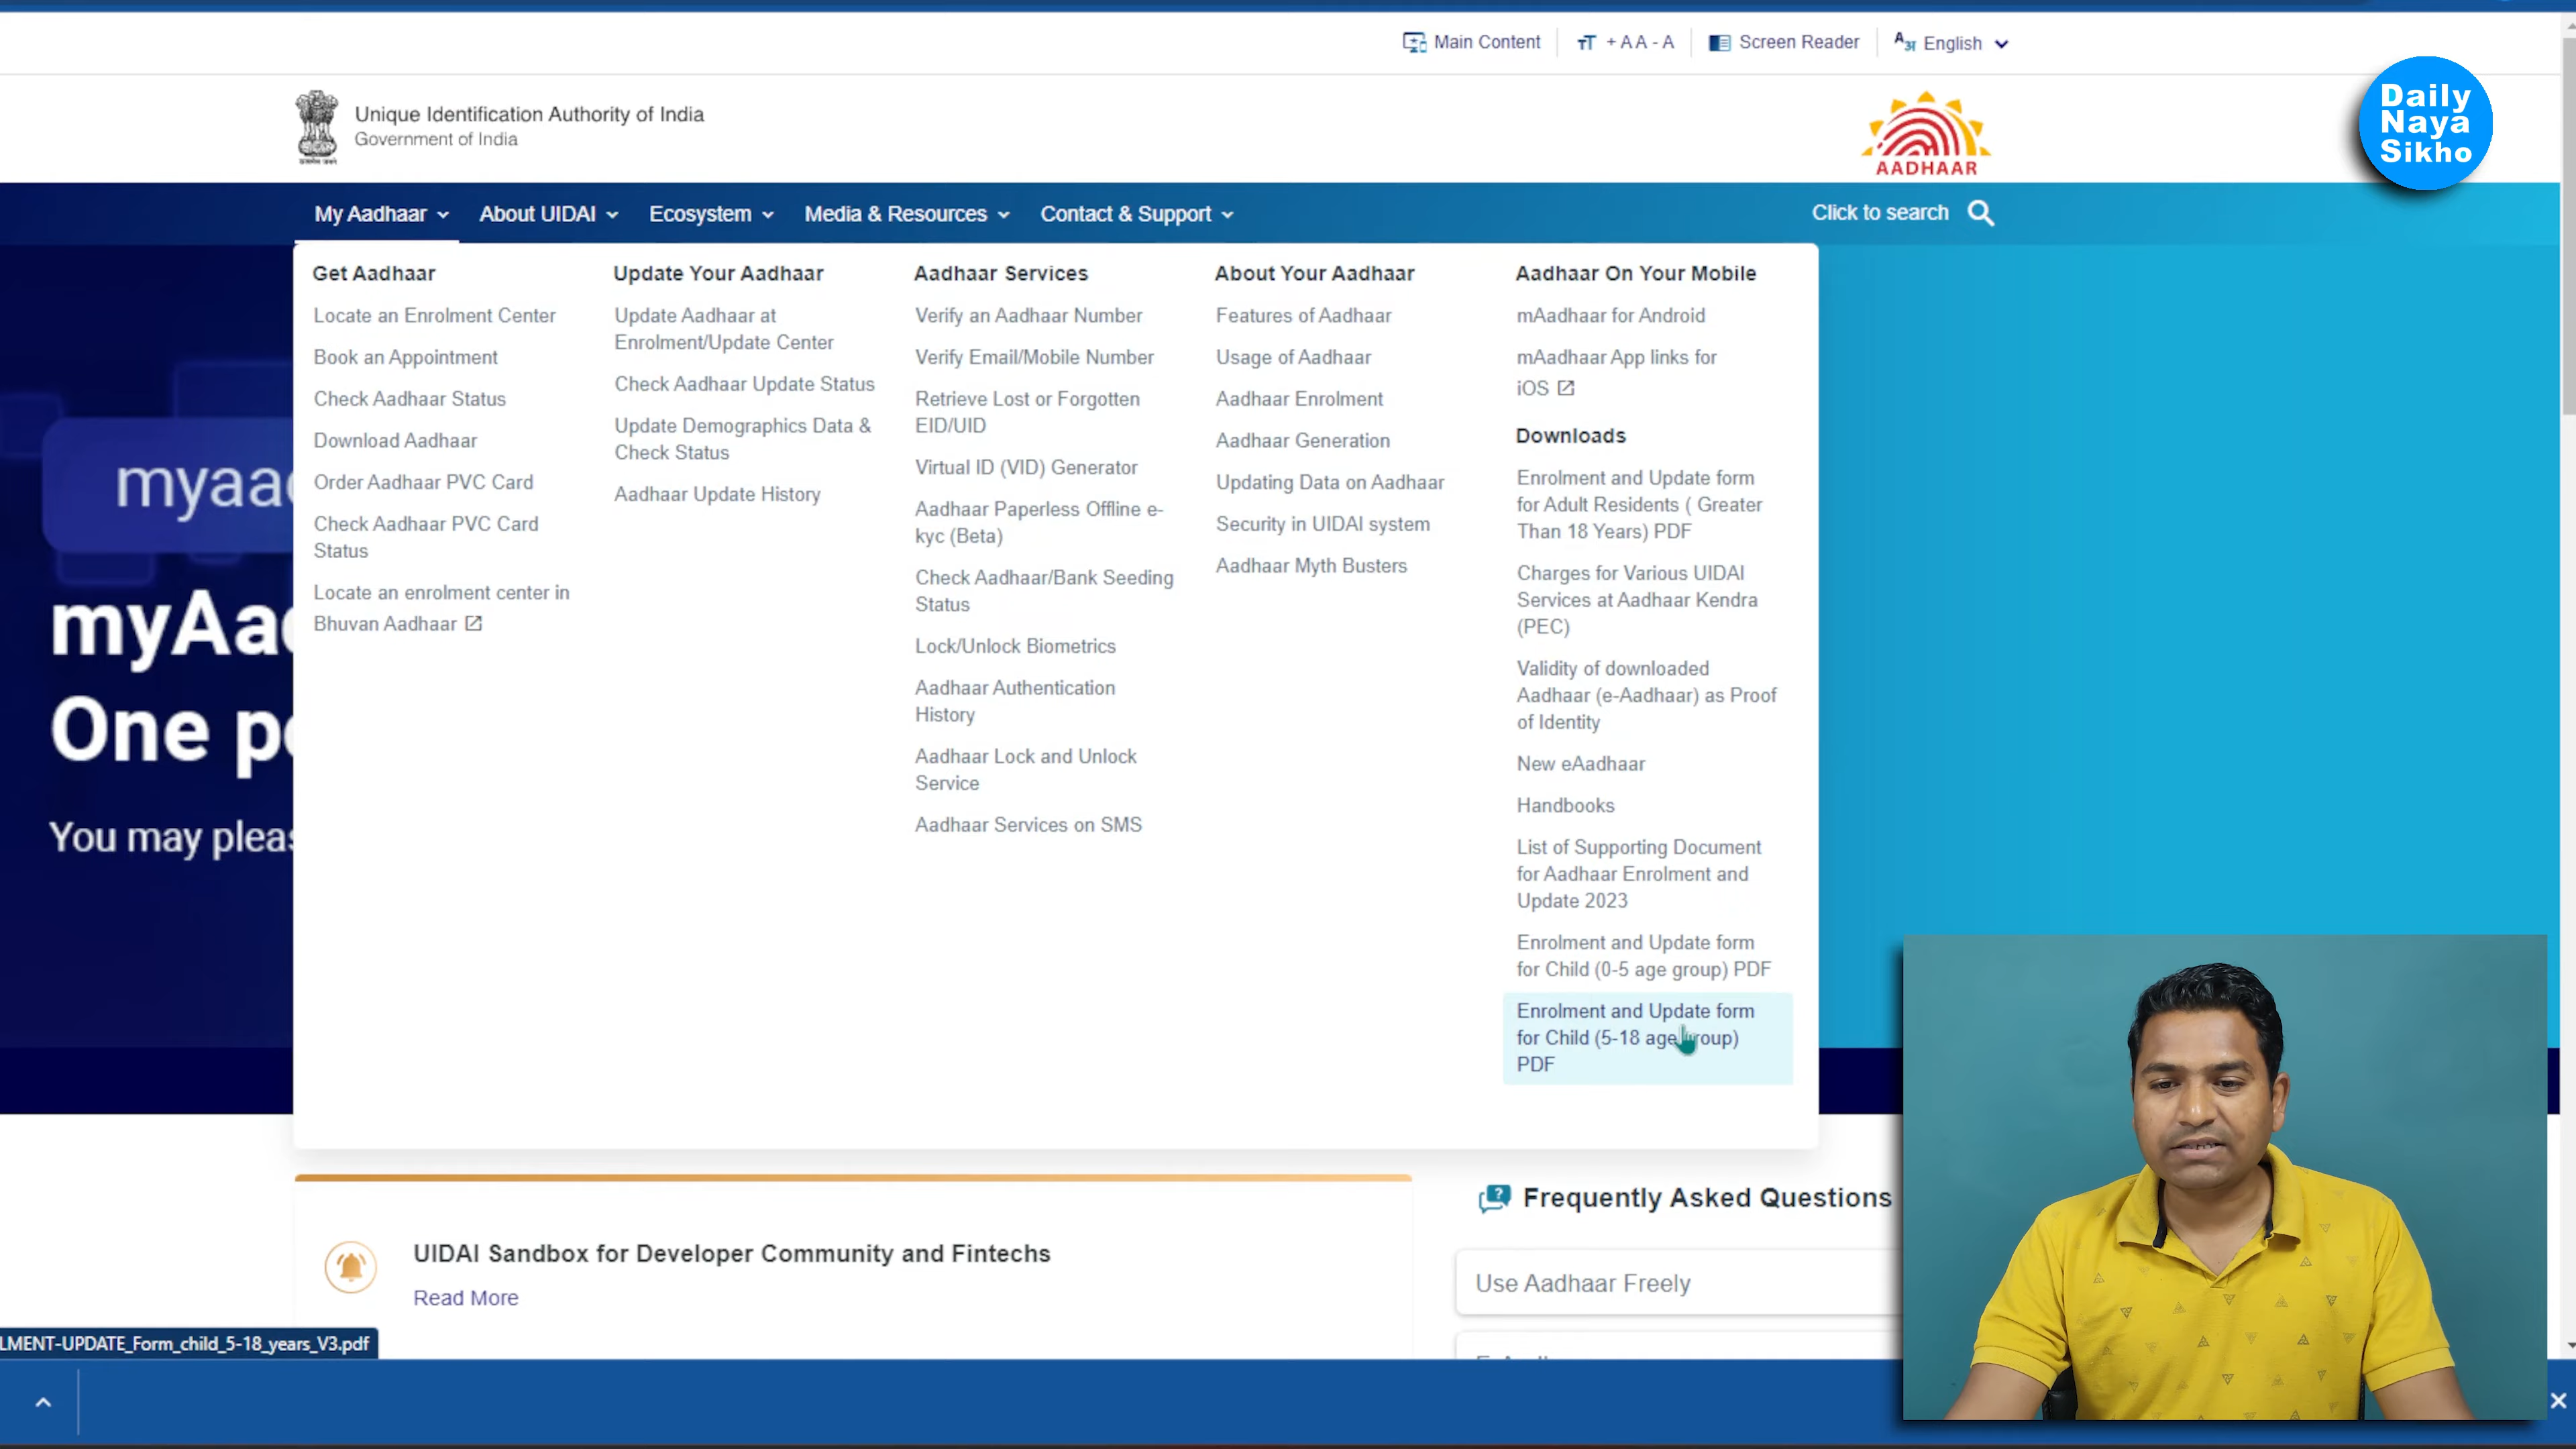 Main Content
TT + A A - A
Screen Reader
English
Unique Identification Authority of India
Government of India
AADHAAR
Daily
Naya
Sikho
My Aadhaar
About UIDAI
Ecosystem
Media & Resources
Contact & Support
Click to search
Get Aadhaar
Locate an Enrolment Center
Book an Appointment
Check Aadhaar Status
Download Aadhaar
Order Aadhaar PVC Card
Check Aadhaar PVC Card
Status
Locate an enrolment center in
Bhuvan Aadhaar
Update Your Aadhaar
Update Aadhaar at
Enrolment/Update Center
Check Aadhaar Update Status
Update Demographics Data &
Check Status
Aadhaar Update History
Aadhaar Services
Verify an Aadhaar Number
Verify Email/Mobile Number
Retrieve Lost or Forgotten
EID/UID
Virtual ID (VID) Generator
Aadhaar Paperless Offline e-
kyc (Beta)
Check Aadhaar/Bank Seeding
Status
Lock/Unlock Biometrics
Aadhaar Authentication
History
Aadhaar Lock and Unlock
Service
Aadhaar Services on SMS
About Your Aadhaar
Features of Aadhaar
Usage of Aadhaar
Aadhaar Enrolment
Aadhaar Generation
Updating Data on Aadhaar
Security in UIDAI system
Aadhaar Myth Busters
Aadhaar On Your Mobile
mAadhaar for Android
mAadhaar App links for
iOS
Downloads
Enrolment and Update form
for Adult Residents ( Greater
Than 18 Years) PDF
Charges for Various UIDAI
Services at Aadhaar Kendra
(PEC)
Validity of downloaded
Aadhaar (e-Aadhaar) as Proof
of Identity
New eAadhaar
Handbooks
List of Supporting Document
for Aadhaar Enrolment and
Update 2023
Enrolment and Update form
for Child (0-5 age group) PDF
Enrolment and Update form
for Child (5-18 age group)
PDF
myaad
myAad
One po
You may pleas
UIDAI Sandbox for Developer Community and Fintechs
Read More
Frequently Asked Questions
Use Aadhaar Freely
LMENT-UPDATE_Form_child_5-18_years_V3.pdf